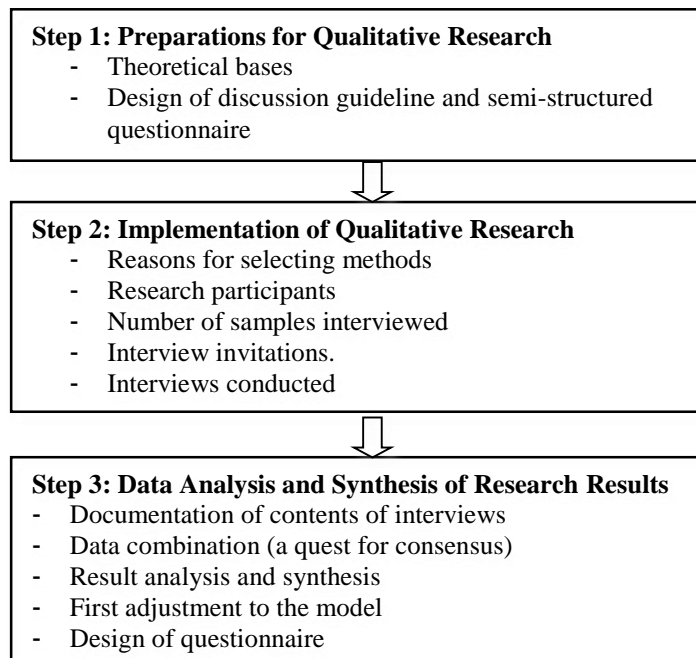 Step 1: Preparations for Qualitative Research
- Theoretical bases
- Design of discussion guideline and semi-structured
questionnaire
Step 2: Implementation of Qualitative Research
- Reasons for selecting methods
- Research participants
- Number of samples interviewed
- Interview invitations.
- Interviews conducted
Step 3: Data Analysis and Synthesis of Research Results
- Documentation of contents of interviews
- Data combination (a quest for consensus)
- Result analysis and synthesis
- First adjustment to the model
- Design of questionnaire